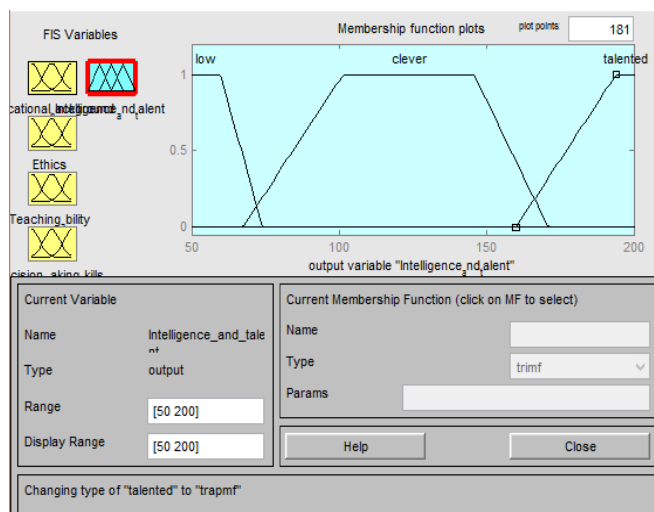 FIS Variables
Membership function plots
plot points:
181
low
clever
talented
1
0.5
0
50
100
150
200
output variable "Intelligence_and_talent"
Ethics
Teaching_bility
cision_aking_kills
Current Variable
Name
Intelligence_and_tale
nt
Type
output
Range
[50 200]
Display Range
[50 200]
Current Membership Function (click on MF to select)
Name
Type
trimf
Params
Help
Close
Changing type of "talented" to "trapmf"